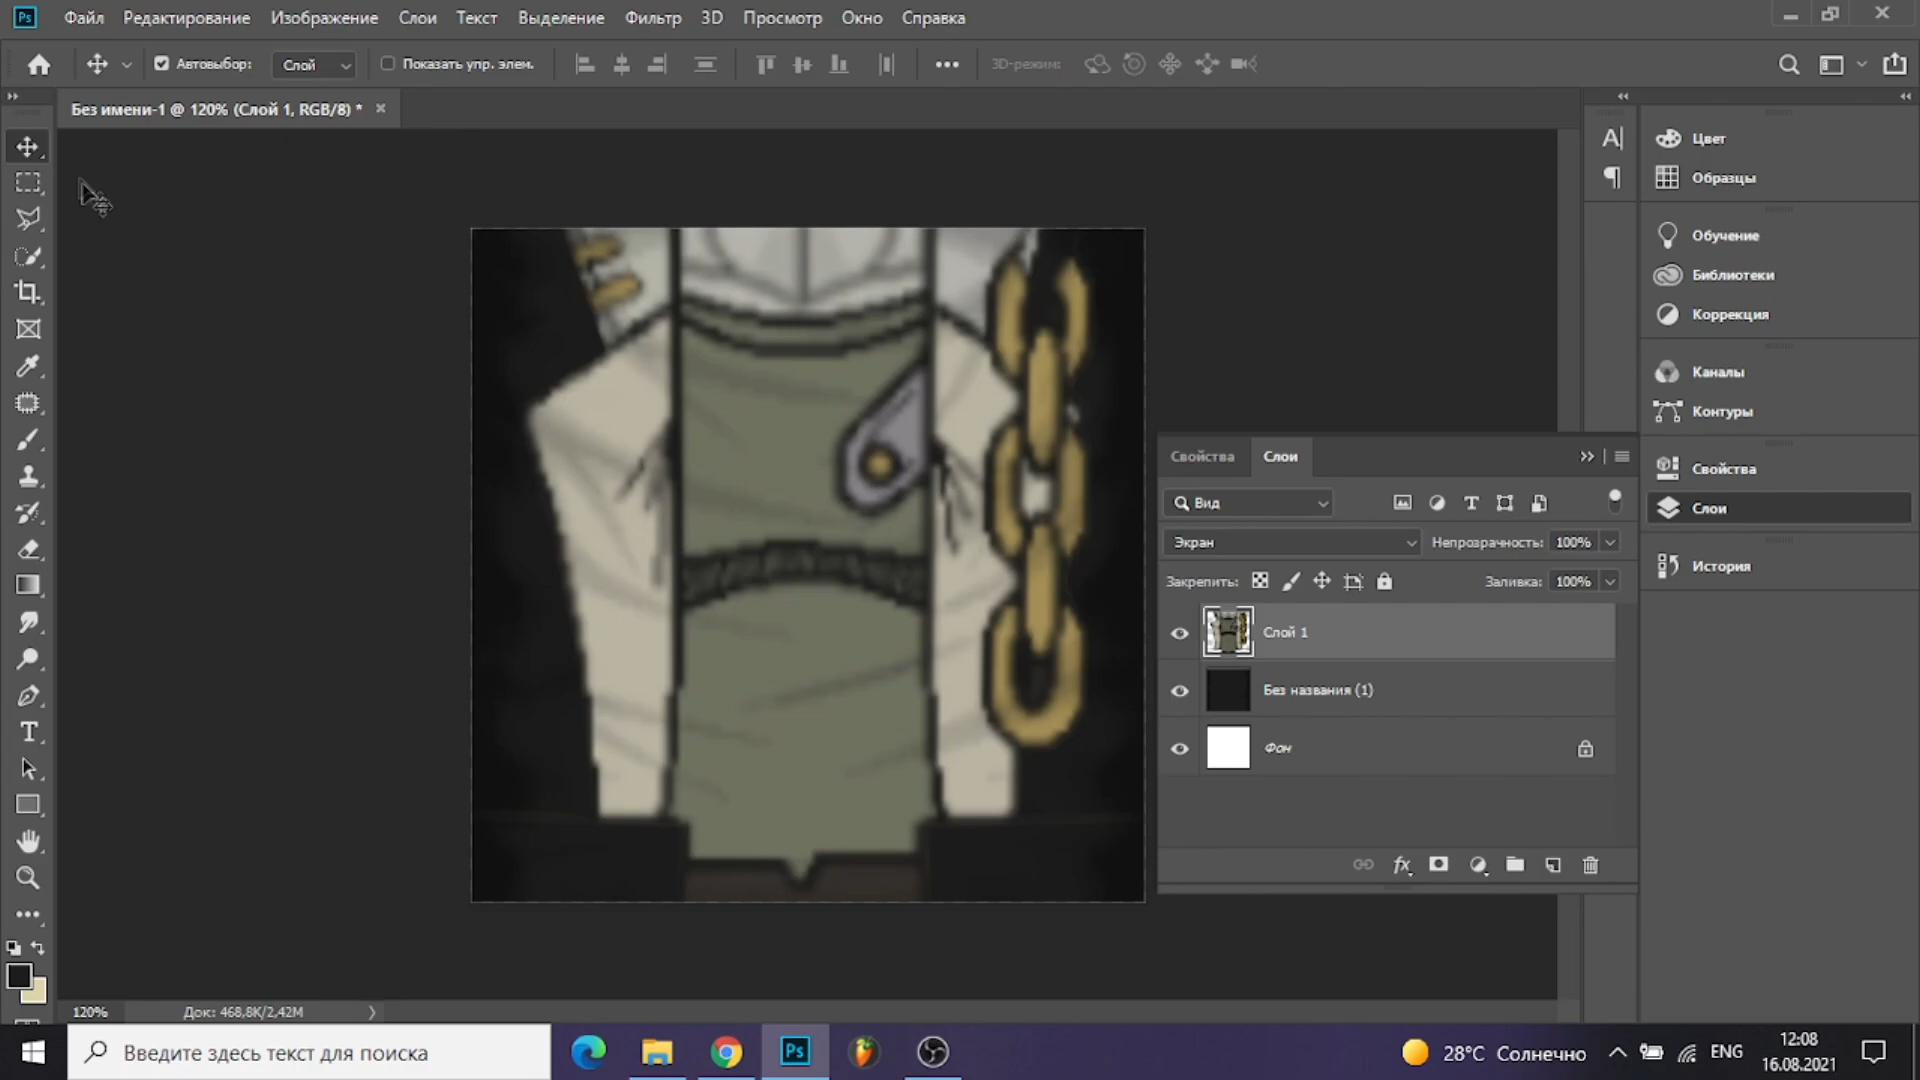 Ps Файл Редактирование Изображение Слои Текст Выделение Фильтр 3D Просмотр Окно Справка
Автовыбор: Слой Показать упр. элем. 3D-режим:
Без имени-1 @ 120% (Слой 1, RGB/8) *
Цвет
Образцы
Обучение
Библиотеки
Коррекция
Каналы
Контуры
Свойства
Слои
История
Свойства Слои
Вид
Экран Непрозрачность: 100%
Закрепить: Заливка: 100%
Слой 1
Без названия (1)
Фон
fx
120% Док: 468,8K/2,42M
Введите здесь текст для поиска
Ps
28°C Солнечно
ENG
12:08
16.08.2021